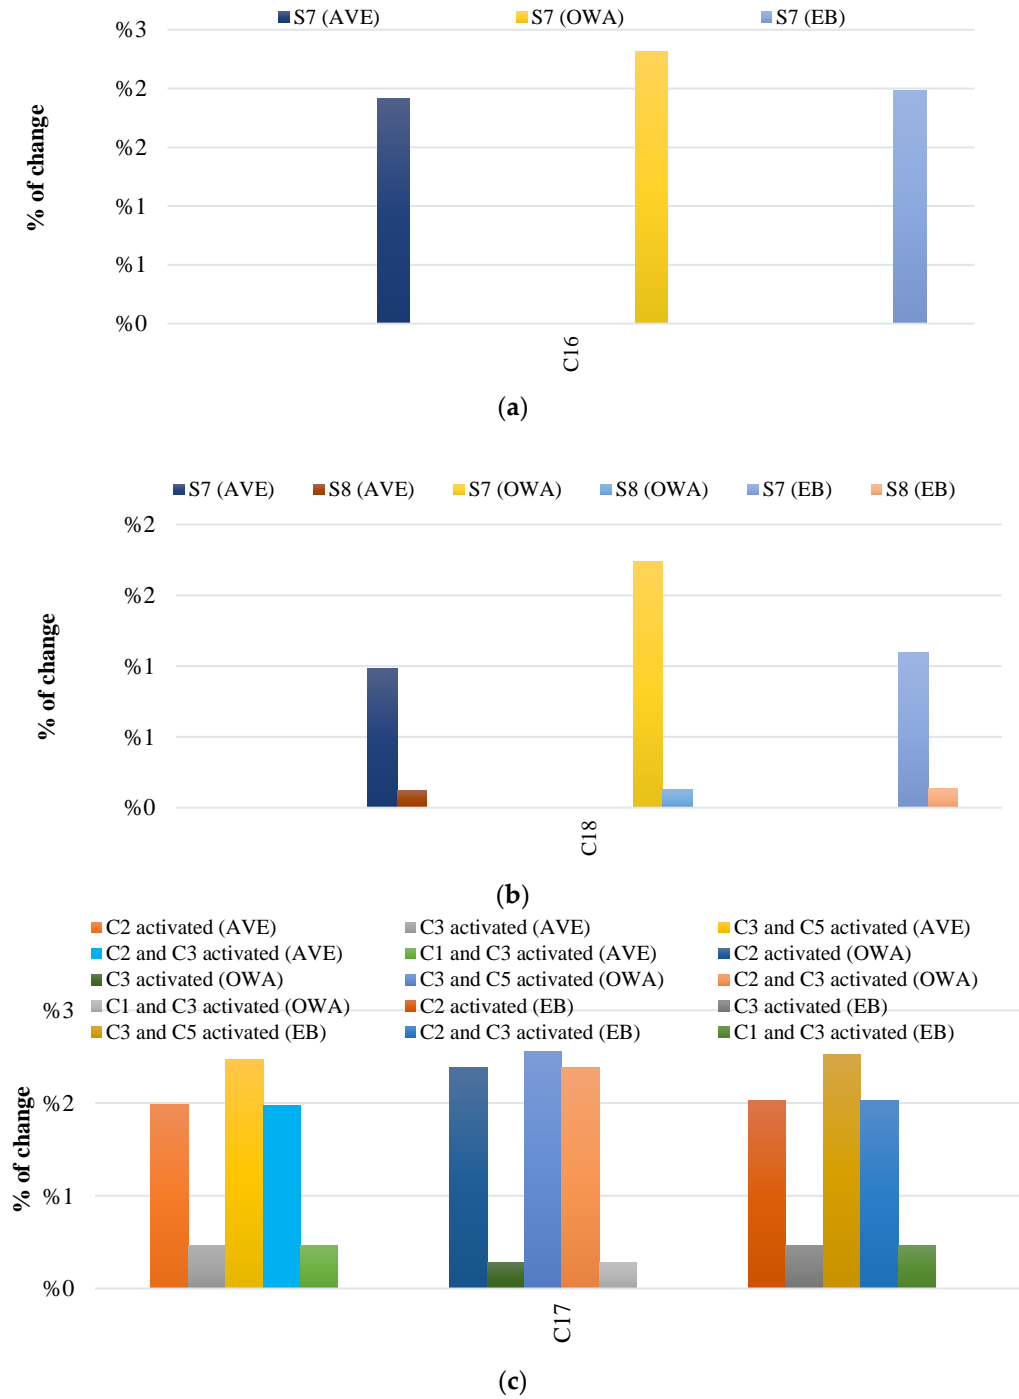 S7 (AVE) S7 (OWA) S7 (EB)
%3
%2
%2
%1
%1
%0
% of change
C16
(a)
S7 (AVE) S8 (AVE) S7 (OWA) S8 (OWA) S7 (EB) S8 (EB)
%2
%2
%1
%1
%0
% of change
C18
(b)
C2 activated (AVE) C3 activated (AVE) C3 and C5 activated (AVE)
C2 and C3 activated (AVE) C1 and C3 activated (AVE) C2 activated (OWA)
C3 activated (OWA) C3 and C5 activated (OWA) C2 and C3 activated (OWA)
C1 and C3 activated (OWA) C2 activated (EB) C3 activated (EB)
C3 and C5 activated (EB) C2 and C3 activated (EB) C1 and C3 activated (EB)
%3
%2
%1
%0
% of change
C17
(c)